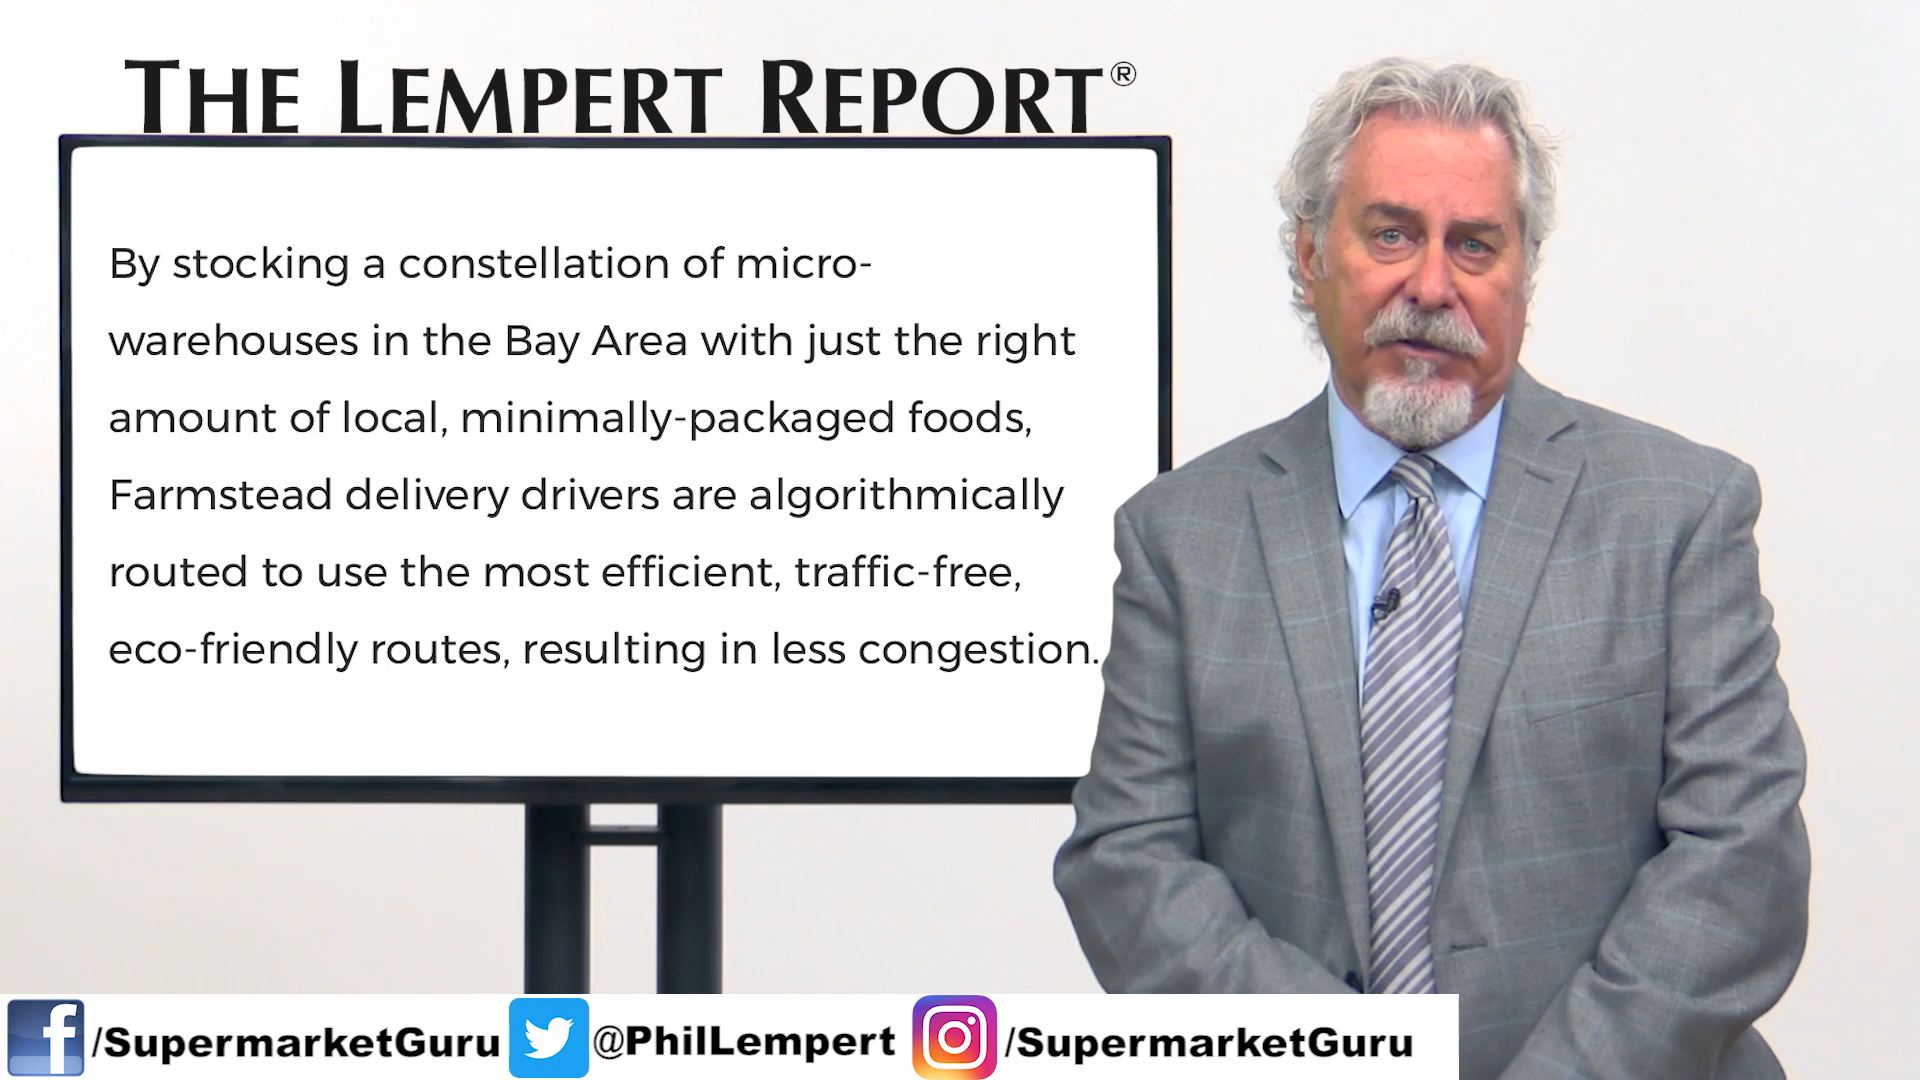 THE LEMPERT REPORT®
By stocking a constellation of micro-
warehouses in the Bay Area with just the right
amount of local, minimally-packaged foods,
Farmstead delivery drivers are algorithmically
routed to use the most efficient, traffic-free,
eco-friendly routes, resulting in less congestion.
f /SupermarketGuru @PhilLempert /SupermarketGuru